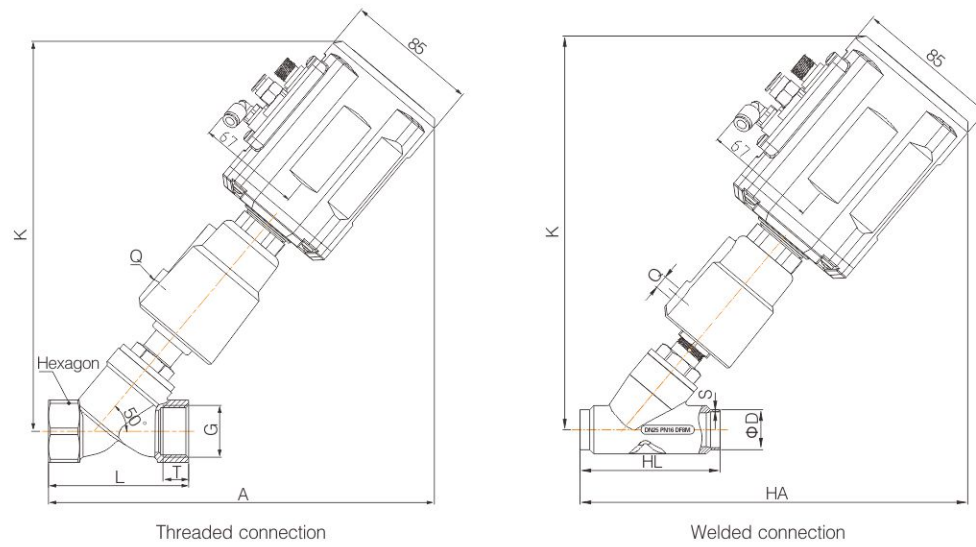 85
67
K
Q
Hexagon
50°
G
T
L
A
Threaded connection
85
67
K
Q
S
ΦD
DN25 PN16 DF8M
HL
HA
Welded connection